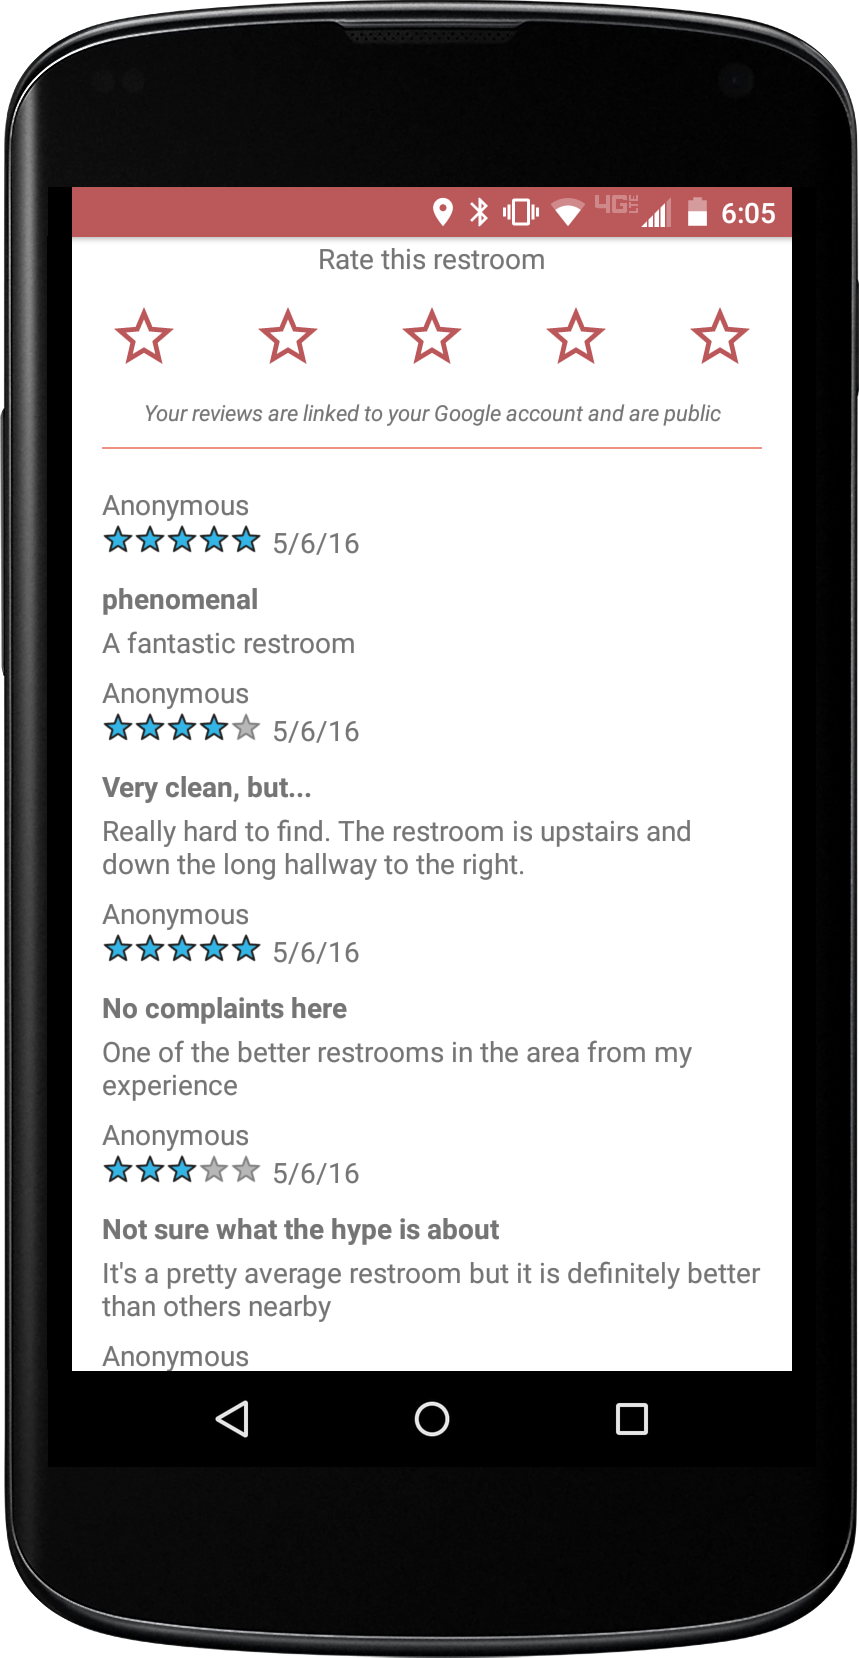 4G LTE 6:05
Rate this restroom
Your reviews are linked to your Google account and are public
Anonymous
5/6/16
phenomenal
A fantastic restroom
Anonymous
5/6/16
Very clean, but...
Really hard to find. The restroom is upstairs and
down the long hallway to the right.
Anonymous
5/6/16
No complaints here
One of the better restrooms in the area from my
experience
Anonymous
5/6/16
Not sure what the hype is about
It's a pretty average restroom but it is definitely better
than others nearby
Anonymous